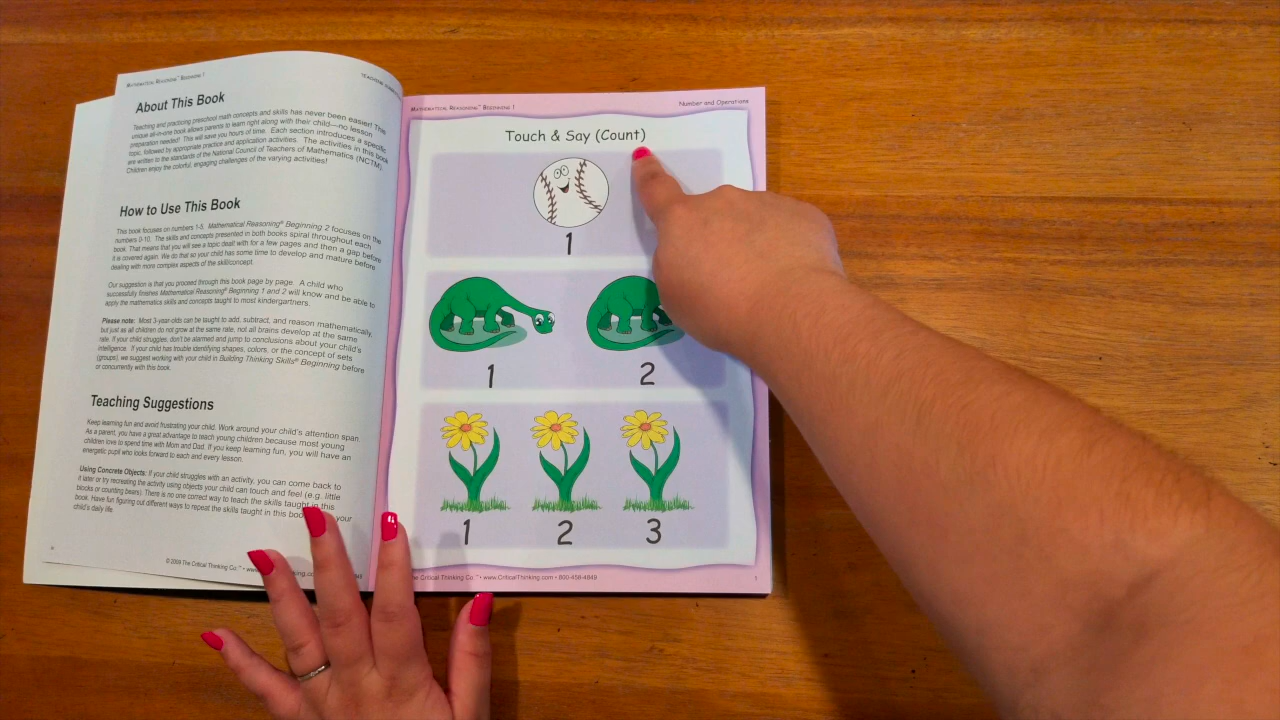 MATHEMATICAL REASONING™ BEGINNING 1
About This Book
Teaching and practicing preschool math concepts and skills has never been easier! This
unique all-in-one book allows parents to learn right along with their child—no lesson
preparation needed! This will save you hours of time. Each section introduces a specific
topic, followed by appropriate practice and application activities. The activities in this book
are written to the standards of the National Council of Teachers of Mathematics (NCTM).
Children enjoy the colorful, engaging challenges of the varying activities!
How to Use This Book
This book focuses on numbers 1-5. Mathematical Reasoning® Beginning 2 focuses on the
numbers 0-10. The skills and concepts presented in both books spiral throughout each
book. That means that you will see a topic dealt with for a few pages and then a gap before
it is covered again. We do that so your child has some time to develop and mature before
dealing with more complex aspects of the skill/concept.
Our suggestion is that you proceed through this book page by page. A child who
successfully finishes Mathematical Reasoning® Beginning 1 and 2 will know and be able to
apply the mathematics skills and concepts taught to most kindergartners.
Please note: Most 3-year-olds can be taught to add, subtract, and reason mathematically,
but just as all children do not grow at the same rate, not all brains develop at the same
rate. If your child struggles, don't be alarmed and jump to conclusions about your child's
intelligence. If your child has trouble identifying shapes, colors, or the concept of sets
(groups), we suggest working with your child in Building Thinking Skills® Beginning before
or concurrently with this book.
Teaching Suggestions
Keep learning fun and avoid frustrating your child. Work around your child's attention span.
As a parent, you have a great advantage to teach young children because most young
children love to spend time with Mom and Dad. If you keep learning fun, you will have an
energetic pupil who looks forward to each and every lesson.
Using Concrete Objects: If your child struggles with an activity, you can come back to
it later or try recreating the activity using objects your child can touch and feel (e.g. little
blocks or counting bears). There is no one correct way to teach the skills taught in this
book. Have fun figuring out different ways to repeat the skills taught in this book your
child's daily life.
© 2008 The Critical Thinking Co.™ •
MATHEMATICAL REASONING™ BEGINNING 1
Number and Operations
Touch & Say (Count)
1
1 2
1 2 3
The Critical Thinking Co.™ • www.CriticalThinking.com • 800-458-4849
1